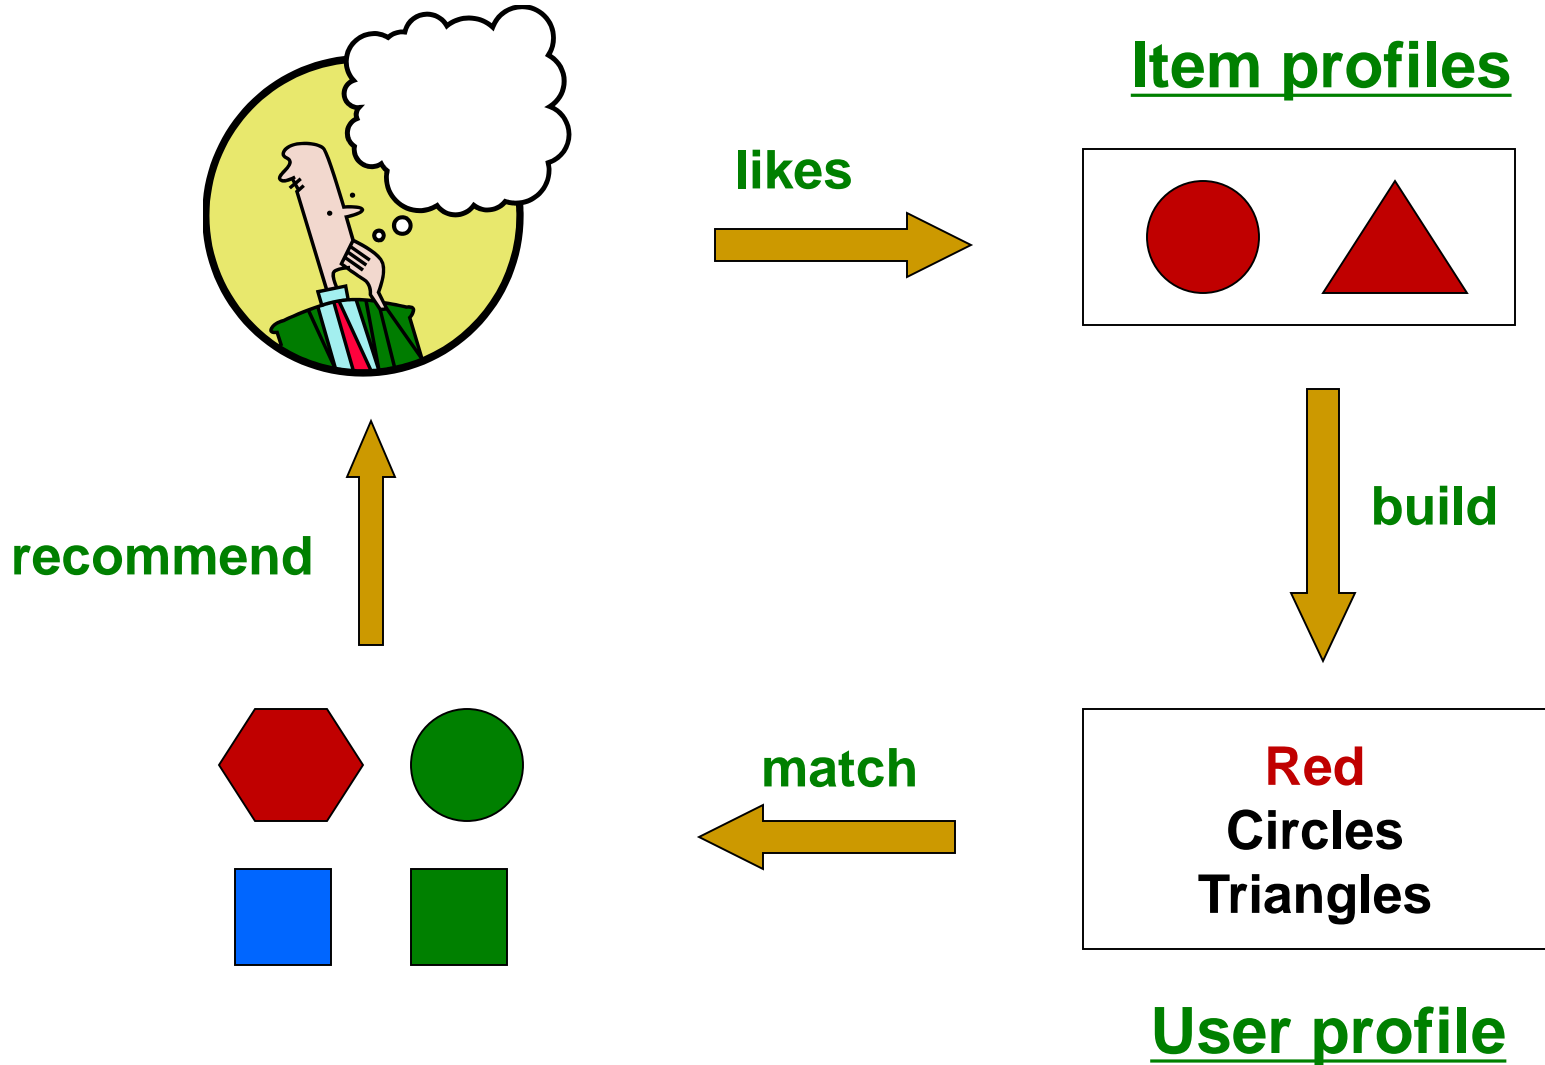 Item profiles
likes
build
recommend
match
Red
Circles
Triangles
User profile